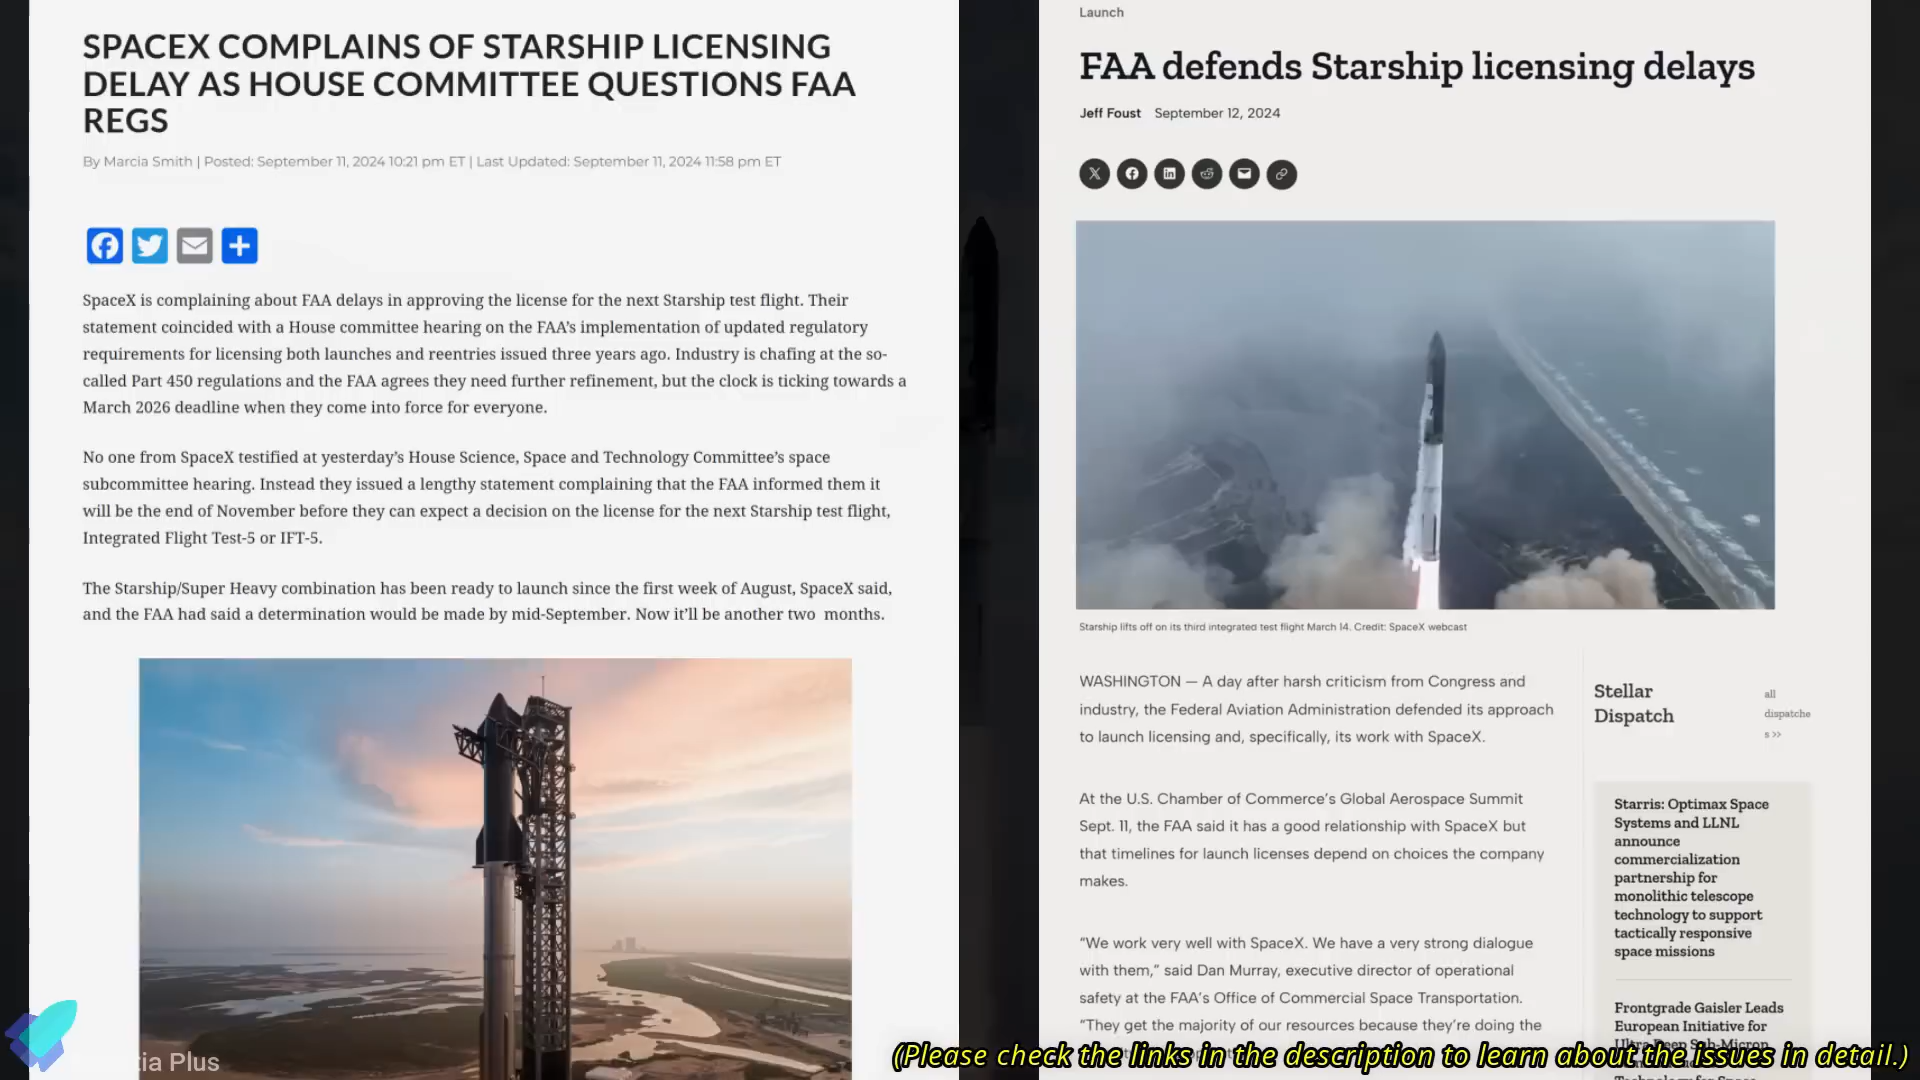 SPACEX COMPLAINS OF STARSHIP LICENSING
DELAY AS HOUSE COMMITTEE QUESTIONS FAA
REGS
By Marcia Smith | Posted: September 11, 2024 10:21 pm ET | Last Updated: September 11, 2024 11:58 pm ET
SpaceX is complaining about FAA delays in approving the license for the next Starship test flight. Their
statement coincided with a House committee hearing on the FAA’s implementation of updated regulatory
requirements for licensing both launches and reentries issued three years ago. Industry is chafing at the so-
called Part 450 regulations and the FAA agrees they need further refinement, but the clock is ticking towards a
March 2026 deadline when they come into force for everyone.
No one from SpaceX testified at yesterday’s House Science, Space and Technology Committee’s space
subcommittee hearing. Instead they issued a lengthy statement complaining that the FAA informed them it
will be the end of November before they can expect a decision on the license for the next Starship test flight,
Integrated Flight Test-5 or IFT-5.
The Starship/Super Heavy combination has been ready to launch since the first week of August, SpaceX said,
and the FAA had said a determination would be made by mid-September. Now it’ll be another two months.
tia Plus
Launch
FAA defends Starship licensing delays
Jeff Foust September 12, 2024
Starship lifts off on its third integrated test flight March 14. Credit: SpaceX webcast
WASHINGTON — A day after harsh criticism from Congress and
industry, the Federal Aviation Administration defended its approach
to launch licensing and, specifically, its work with SpaceX.
At the U.S. Chamber of Commerce’s Global Aerospace Summit
Sept. 11, the FAA said it has a good relationship with SpaceX but
that timelines for launch licenses depend on choices the company
makes.
“We work very well with SpaceX. We have a very strong dialogue
with them,” said Dan Murray, executive director of operational
safety at the FAA’s Office of Commercial Space Transportation.
“They get the majority of our resources because they’re doing the
Stellar
Dispatch
all
dispatche
s >>
Starris: Optimax Space
Systems and LLNL
announce
commercialization
partnership for
monolithic telescope
technology to support
tactically responsive
space missions
Frontgrade Gaisler Leads
European Initiative for
Ultra-Deep Sub-Micron
(Please check the links in the description to learn about the issues in detail.)